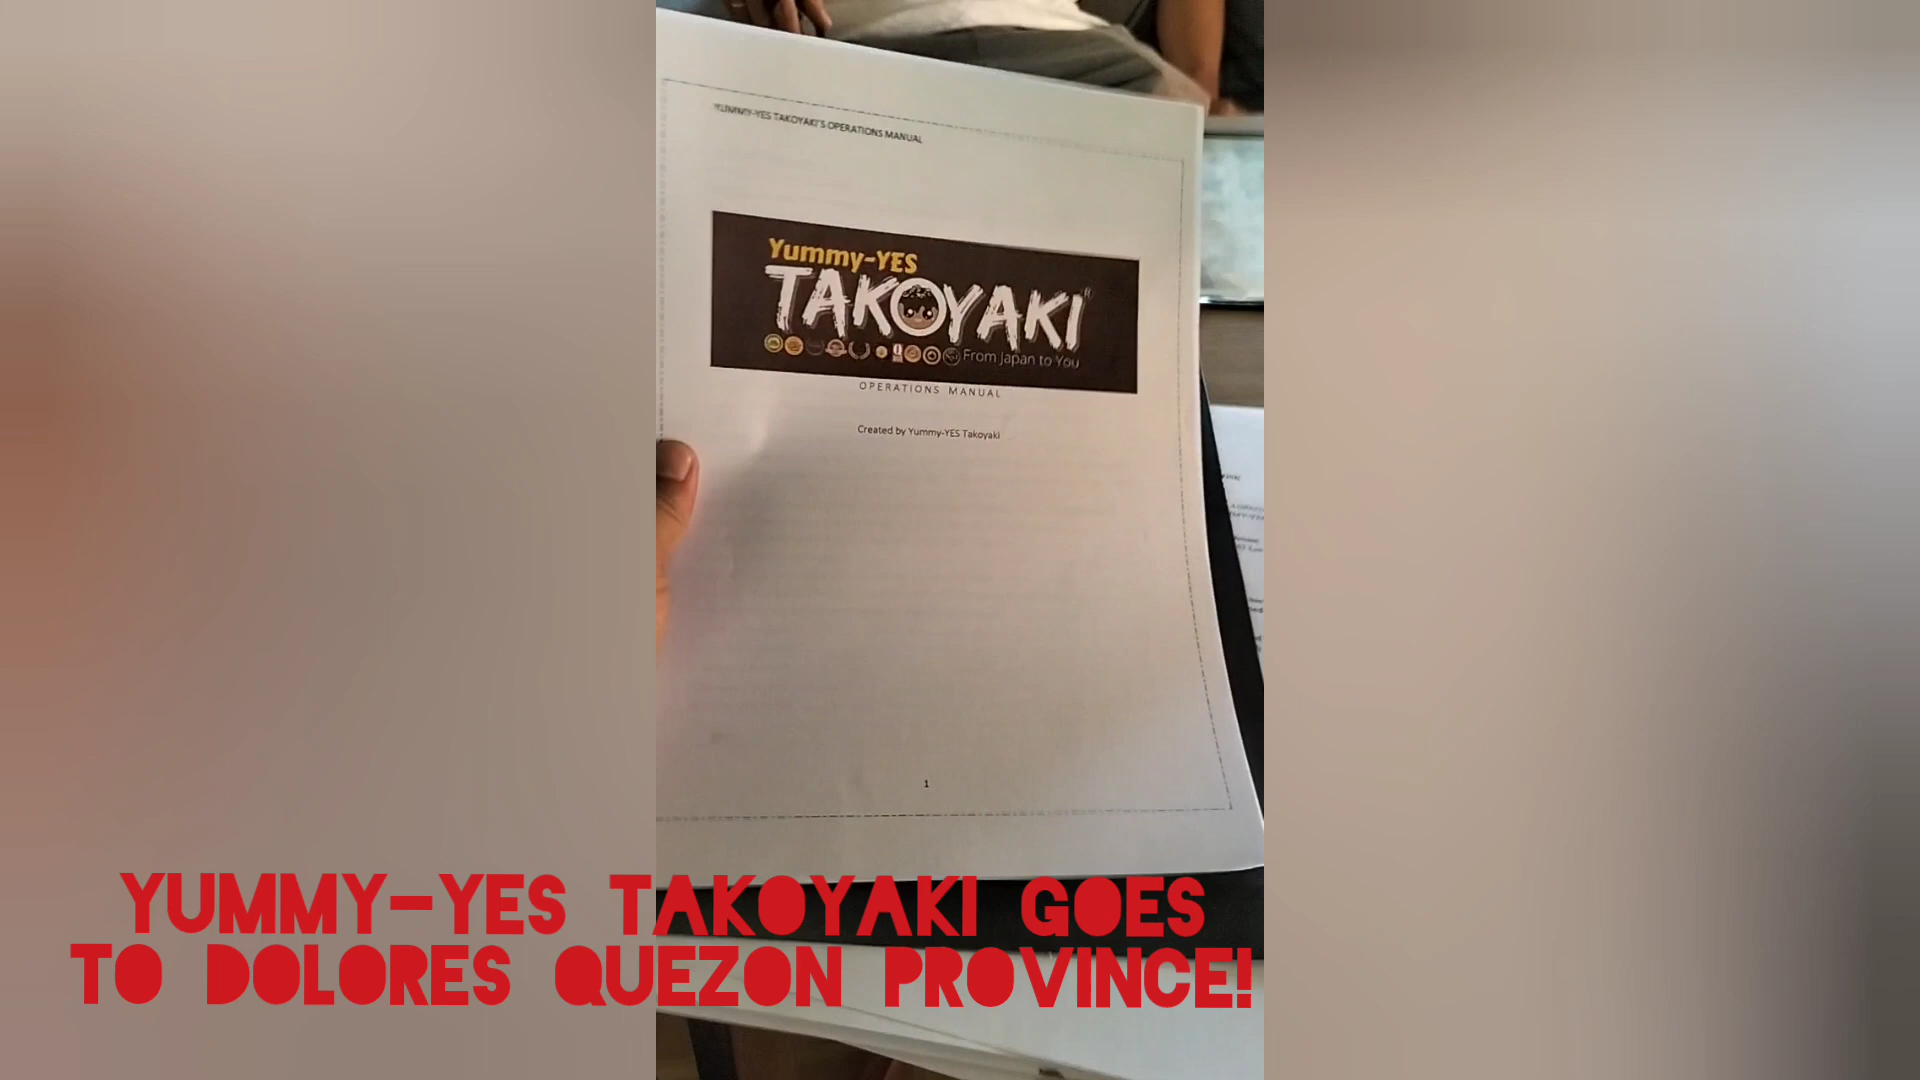 YUMMY-YES TAKOYAKI'S OPERATIONS MANUAL
Yummy-YES
TAKOYAKI®
From Japan to You
OPERATIONS MANUAL
Created by Yummy-YES Takoyaki
1
YUMMY-YES TAKOYAKI GOES
TO DOLORES QUEZON PROVINCE!